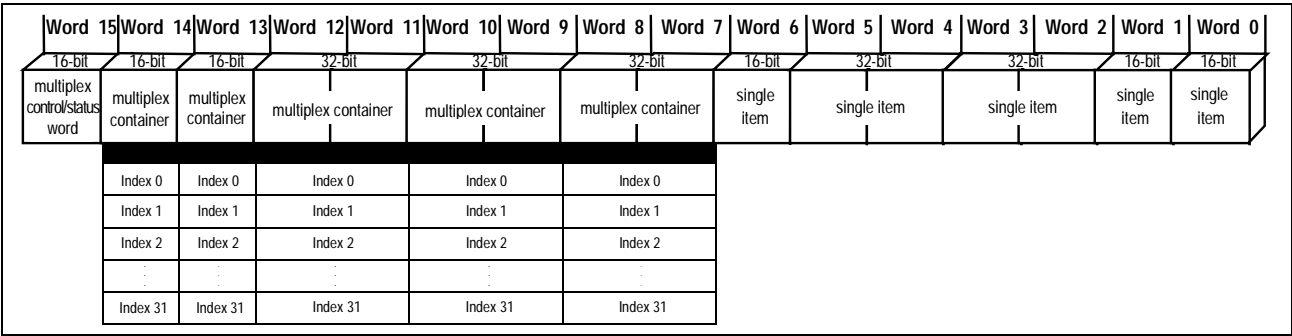 Word 15 Word 14 Word 13 Word 12 Word 11 Word 10 Word 9 Word 8 Word 7 Word 6 Word 5 Word 4 Word 3 Word 2 Word 1 Word 0
16-bit 16-bit 16-bit 32-bit 32-bit 32-bit 16-bit 32-bit 32-bit 16-bit 16-bit
multiplex control/status word
multiplex container
multiplex container
multiplex container
multiplex container
multiplex container
single item
single item
single item
single item
single item
Index 0 Index 0 Index 0 Index 0 Index 0
Index 1 Index 1 Index 1 Index 1 Index 1
Index 2 Index 2 Index 2 Index 2 Index 2
Index 31 Index 31 Index 31 Index 31 Index 31